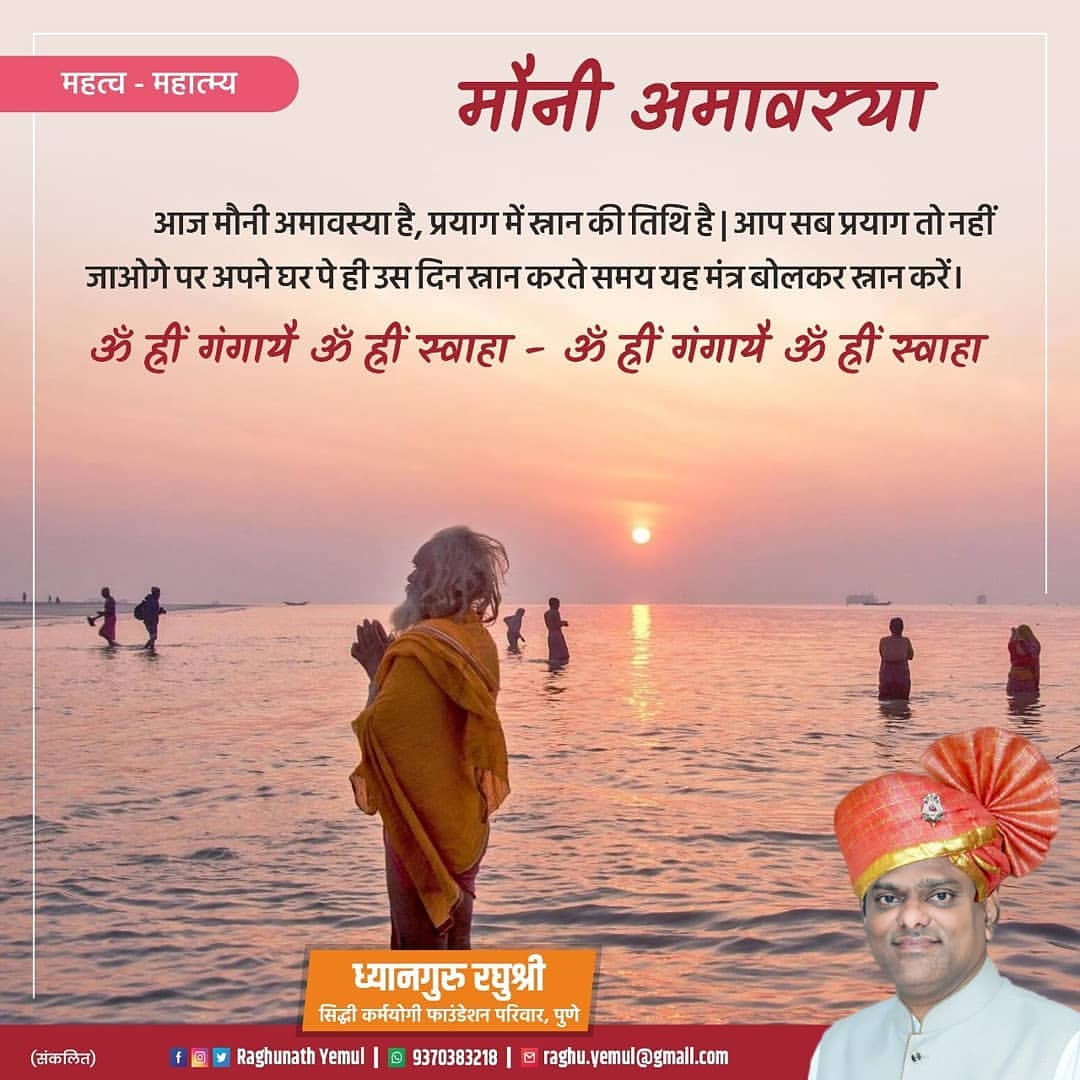 महत्व - महात्म्य
मौनी अमावस्या
आज मौनी अमावस्या है, प्रयाग में स्नान की तिथि है | आप सब प्रयाग तो नहीं
जाओगे पर अपने घर पे ही उस दिन स्नान करते समय यह मंत्र बोलकर स्नान करें।
ॐ ह्रीं गंगायै ॐ ह्रीं स्वाहा - ॐ ह्रीं गंगायै ॐ ह्रीं स्वाहा
ध्यानगुरु रघुश्री
सिद्धी कर्मयोगी फाउंडेशन परिवार, पुणे
(संकलित) Raghunath Yemul | 9370383218 | raghu.yemul@gmail.com